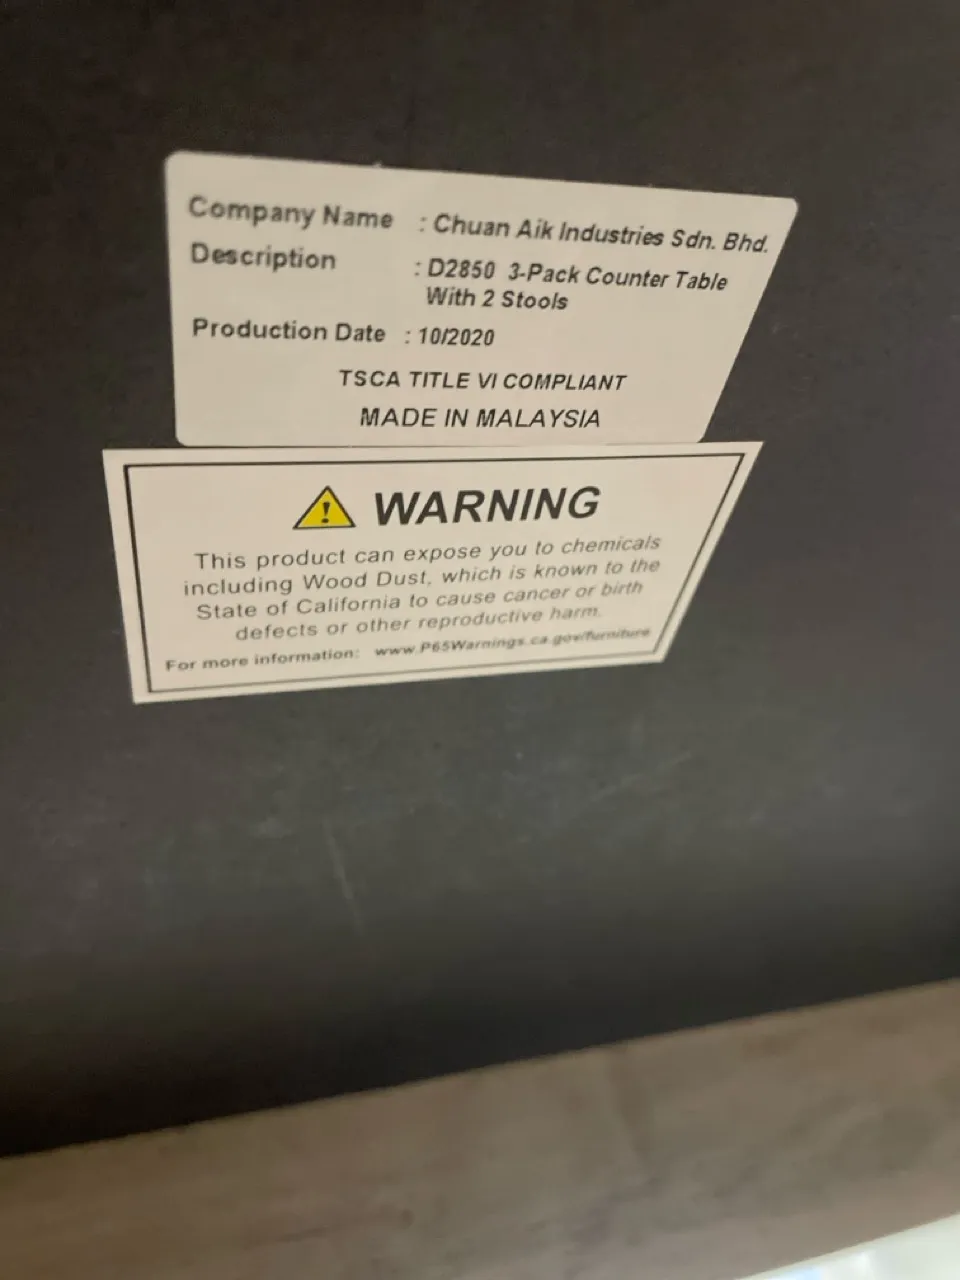 Company Name : Chuan Aik Industries Sdn. Bhd.
Description : D2850 3-Pack Counter Table
With 2 Stools
Production Date : 10/2020
TSCA TITLE VI COMPLIANT
MADE IN MALAYSIA
WARNING
This product can expose you to chemicals
including Wood Dust, which is known to the
State of California to cause cancer or birth
defects or other reproductive harm.
For more information: www.P65Warnings.ca.gov/furniture